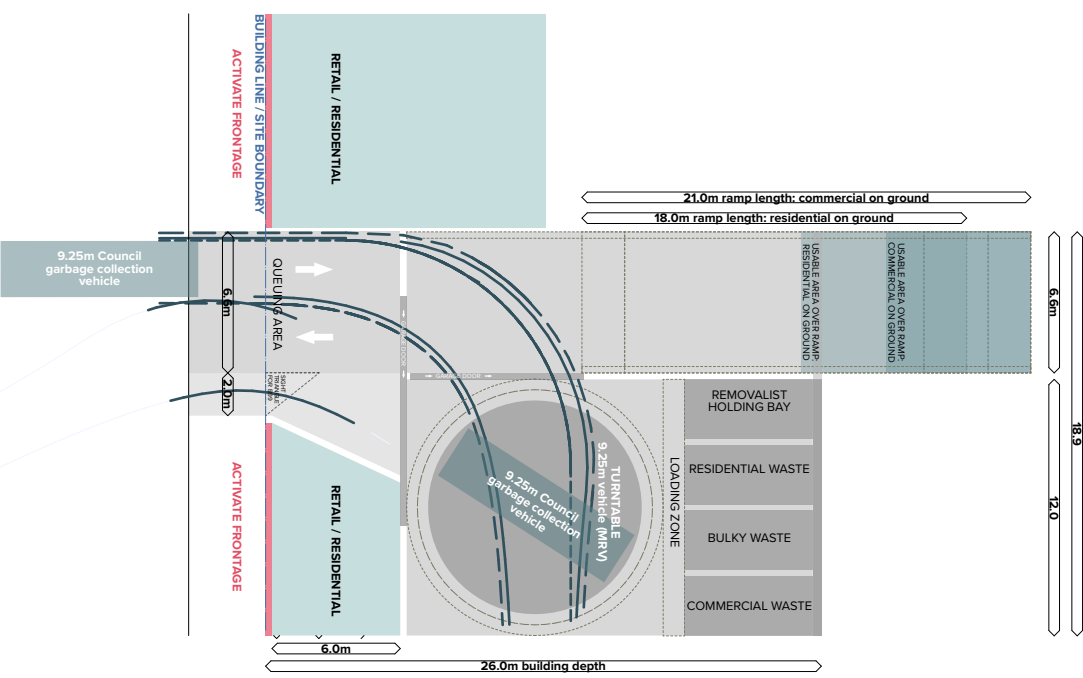 BUILDING LINE / SITE BOUNDARY
ACTIVATE FRONTAGE
RETAIL / RESIDENTIAL
21.0m ramp length: commercial on ground
18.0m ramp length: residential on ground
9.25m Council
garbage collection
vehicle
6.6m
QUEUING AREA
USABLE AREA OVER RAMP:
RESIDENTIAL ON GROUND
USABLE AREA OVER RAMP:
COMMERCIAL ON GROUND
6.6m
2.0m
SIGHT
TRIANGLE
REMOVALIST
HOLDING BAY
RESIDENTIAL WASTE
BULKY WASTE
COMMERCIAL WASTE
LOADING ZONE
TURNTABLE
9.25m vehicle (MRV)
9.25m Council
garbage collection
vehicle
ACTIVATE FRONTAGE
RETAIL / RESIDENTIAL
18.9
12.0
6.0m
26.0m building depth